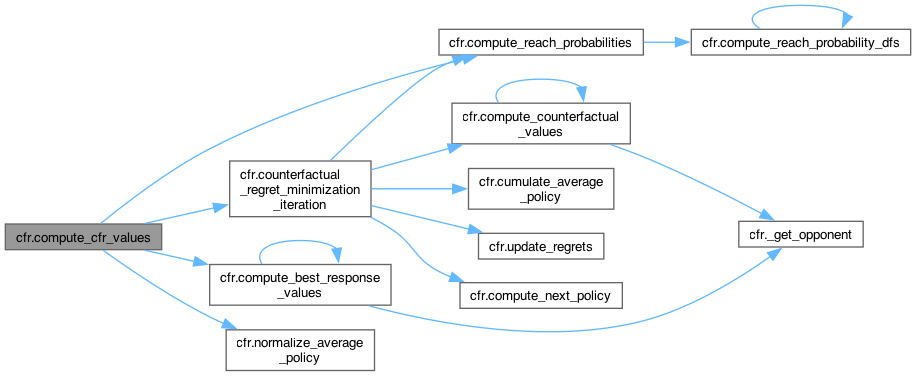 cfr.compute_cfr_values
cfr.compute_reach_probabilities
cfr.compute_reach_probability_dfs
cfr.counterfactual
_regret_minimization
_iteration
cfr.compute_counterfactual
_values
cfr.cumulate_average
_policy
cfr.update_regrets
cfr.compute_next_policy
cfr._get_opponent
cfr.compute_best_response
_values
cfr.normalize_average
_policy